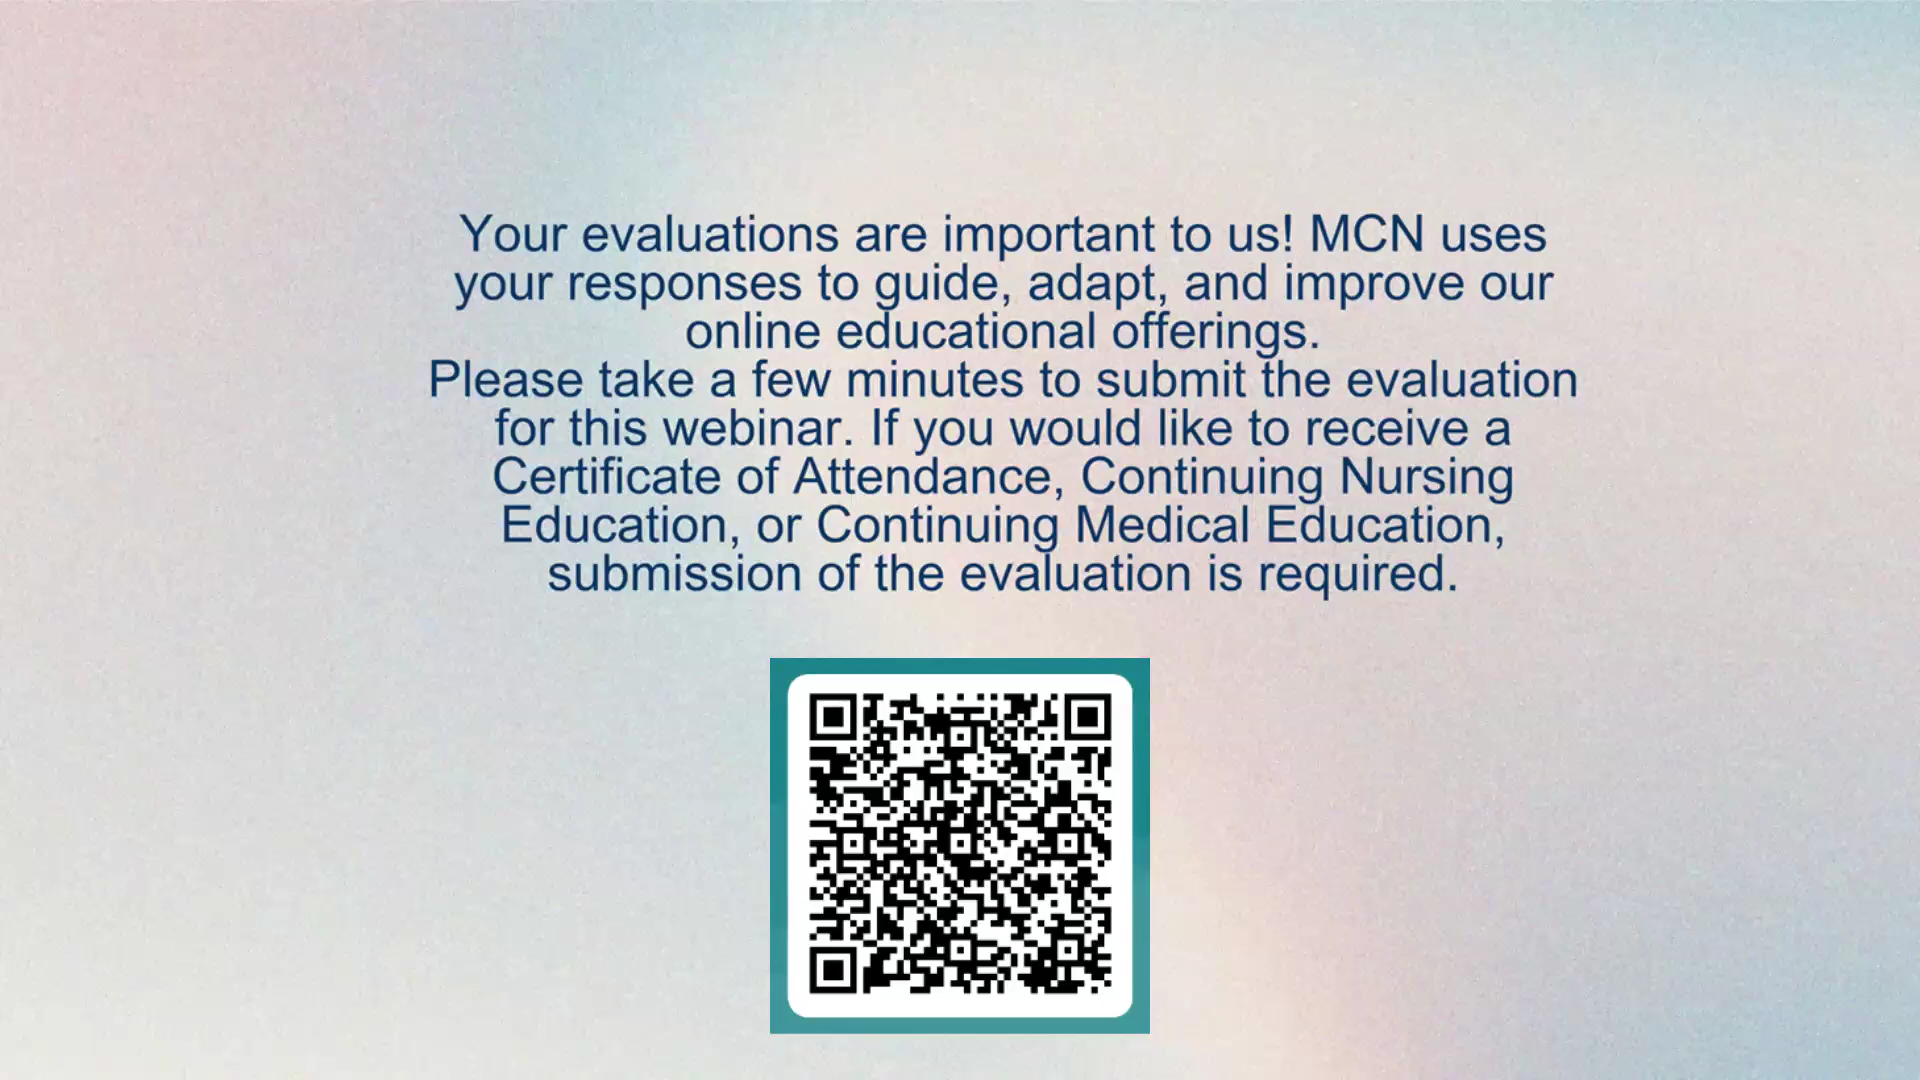 Your evaluations are important to us! MCN uses
your responses to guide, adapt, and improve our
online educational offerings.
Please take a few minutes to submit the evaluation
for this webinar. If you would like to receive a
Certificate of Attendance, Continuing Nursing
Education, or Continuing Medical Education,
submission of the evaluation is required.